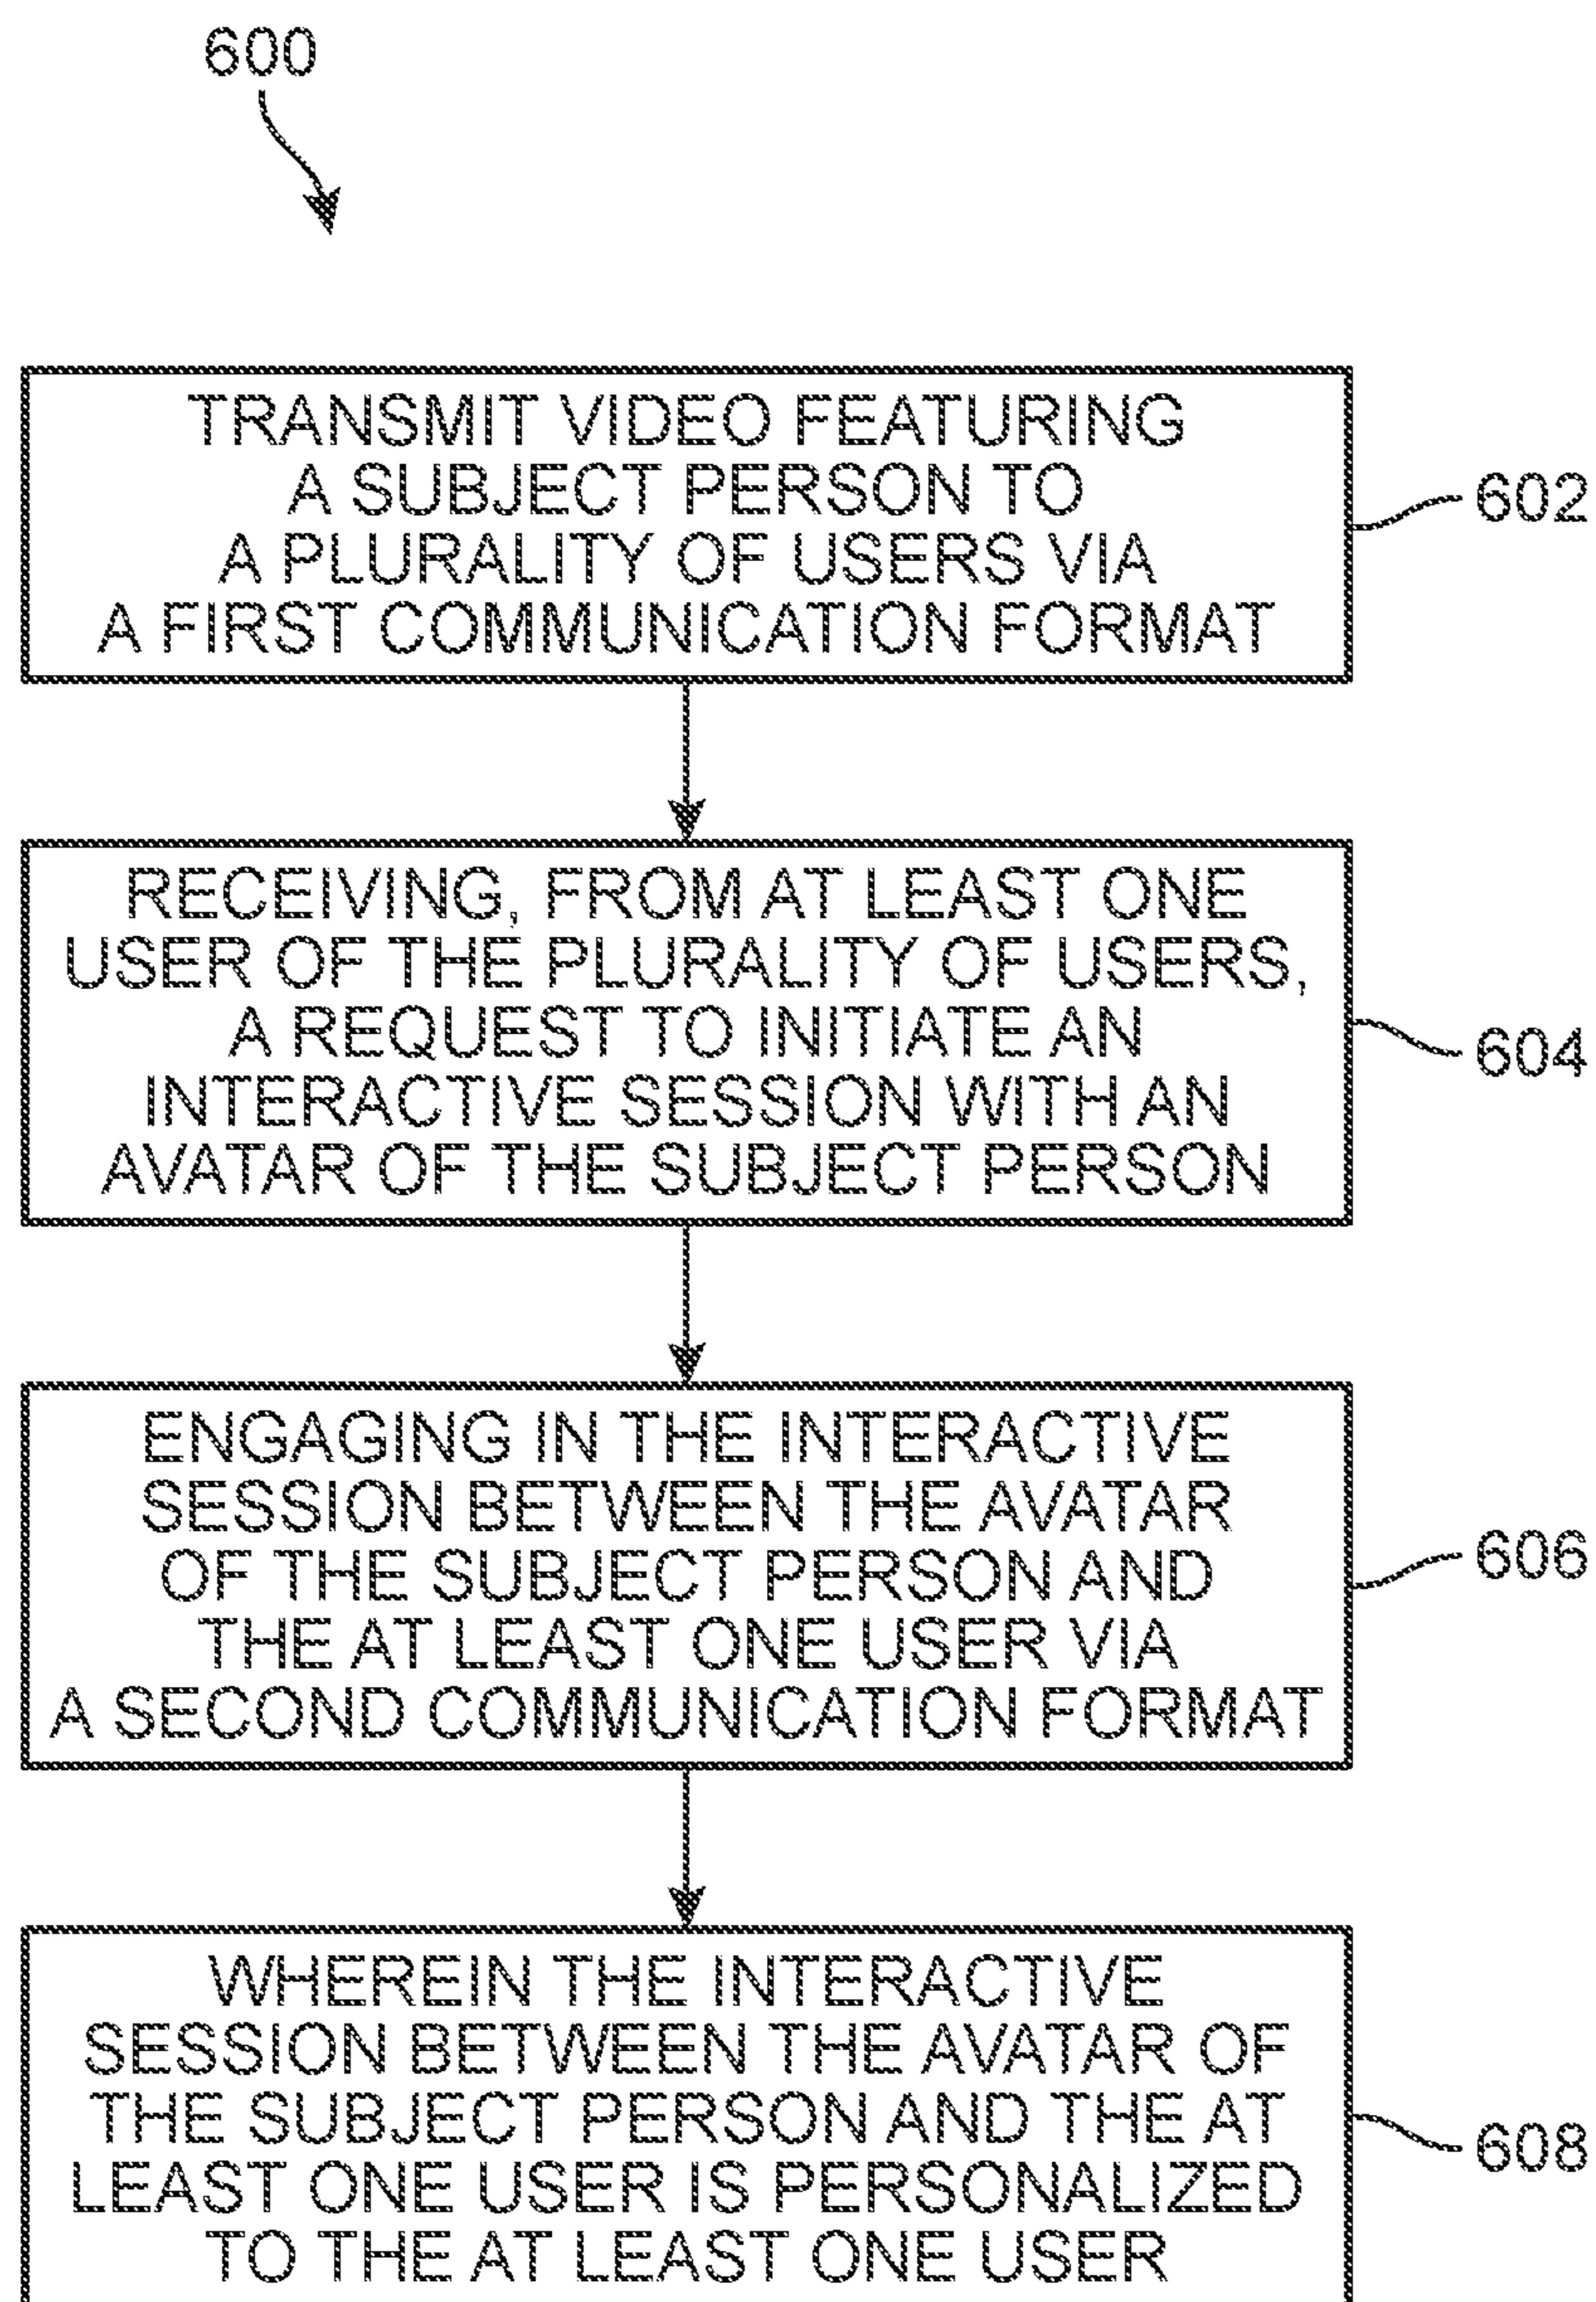 600
TRANSMIT VIDEO FEATURING
A SUBJECT PERSON TO
A PLURALITY OF USERS VIA
A FIRST COMMUNICATION FORMAT
602
RECEIVING, FROM AT LEAST ONE
USER OF THE PLURALITY OF USERS,
A REQUEST TO INITIATE AN
INTERACTIVE SESSION WITH AN
AVATAR OF THE SUBJECT PERSON
604
ENGAGING IN THE INTERACTIVE
SESSION BETWEEN THE AVATAR
OF THE SUBJECT PERSON AND
THE AT LEAST ONE USER VIA
A SECOND COMMUNICATION FORMAT
606
WHEREIN THE INTERACTIVE
SESSION BETWEEN THE AVATAR OF
THE SUBJECT PERSON AND THE AT
LEAST ONE USER IS PERSONALIZED
TO THE AT LEAST ONE USER
608